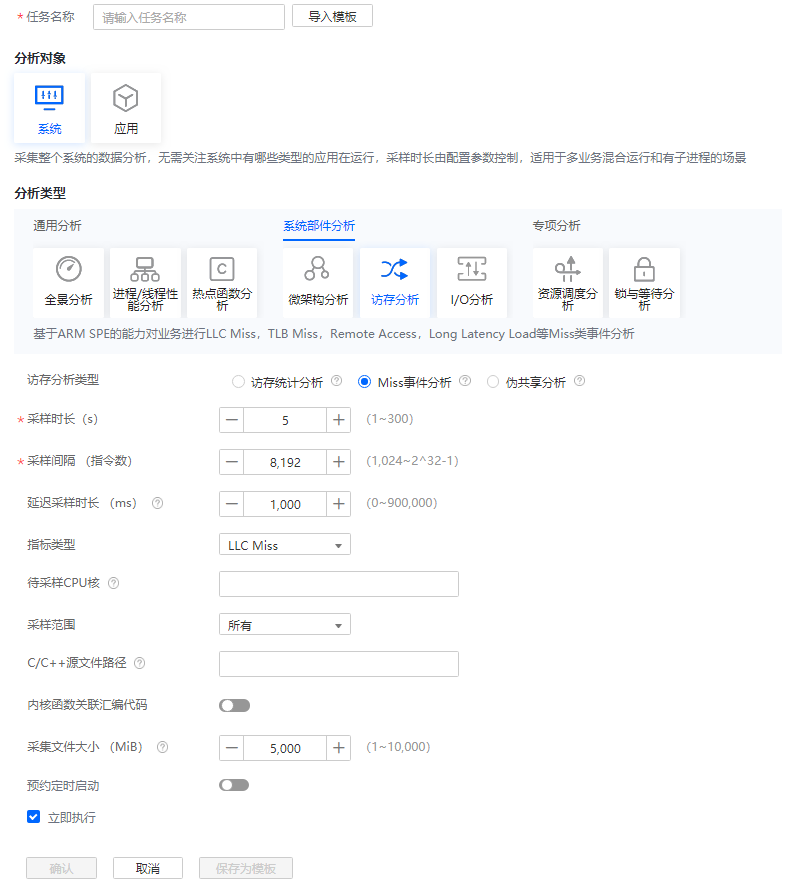 * 任务名称 请输入任务名称 导入模板
分析对象
系统 应用
采集整个系统的数据分析，无需关注系统中有哪些类型的应用在运行，采样时长由配置参数控制，适用于多业务混合运行和有子进程的场景
分析类型
通用分析 系统部件分析 专项分析
全景分析 进程/线程性能分析 热点函数分析 微架构分析 访存分析 I/O分析 资源调度分析 锁与等待分析
基于ARM SPE的能力对业务进行LLC Miss，TLB Miss，Remote Access，Long Latency Load等Miss类事件分析
访存分析类型 访存统计分析 Miss事件分析 伪共享分析
* 采样时长（s） 5 (1~300)
* 采样间隔 （指令数） 8,192 (1,024~2^32-1)
延迟采样时长 （ms） 1,000 (0~900,000)
指标类型 LLC Miss
待采样CPU核
采样范围 所有
C/C++源文件路径
内核函数关联汇编代码
采集文件大小 （MiB） 5,000 (1~10,000)
预约定时启动
立即执行
确认 取消 保存为模板